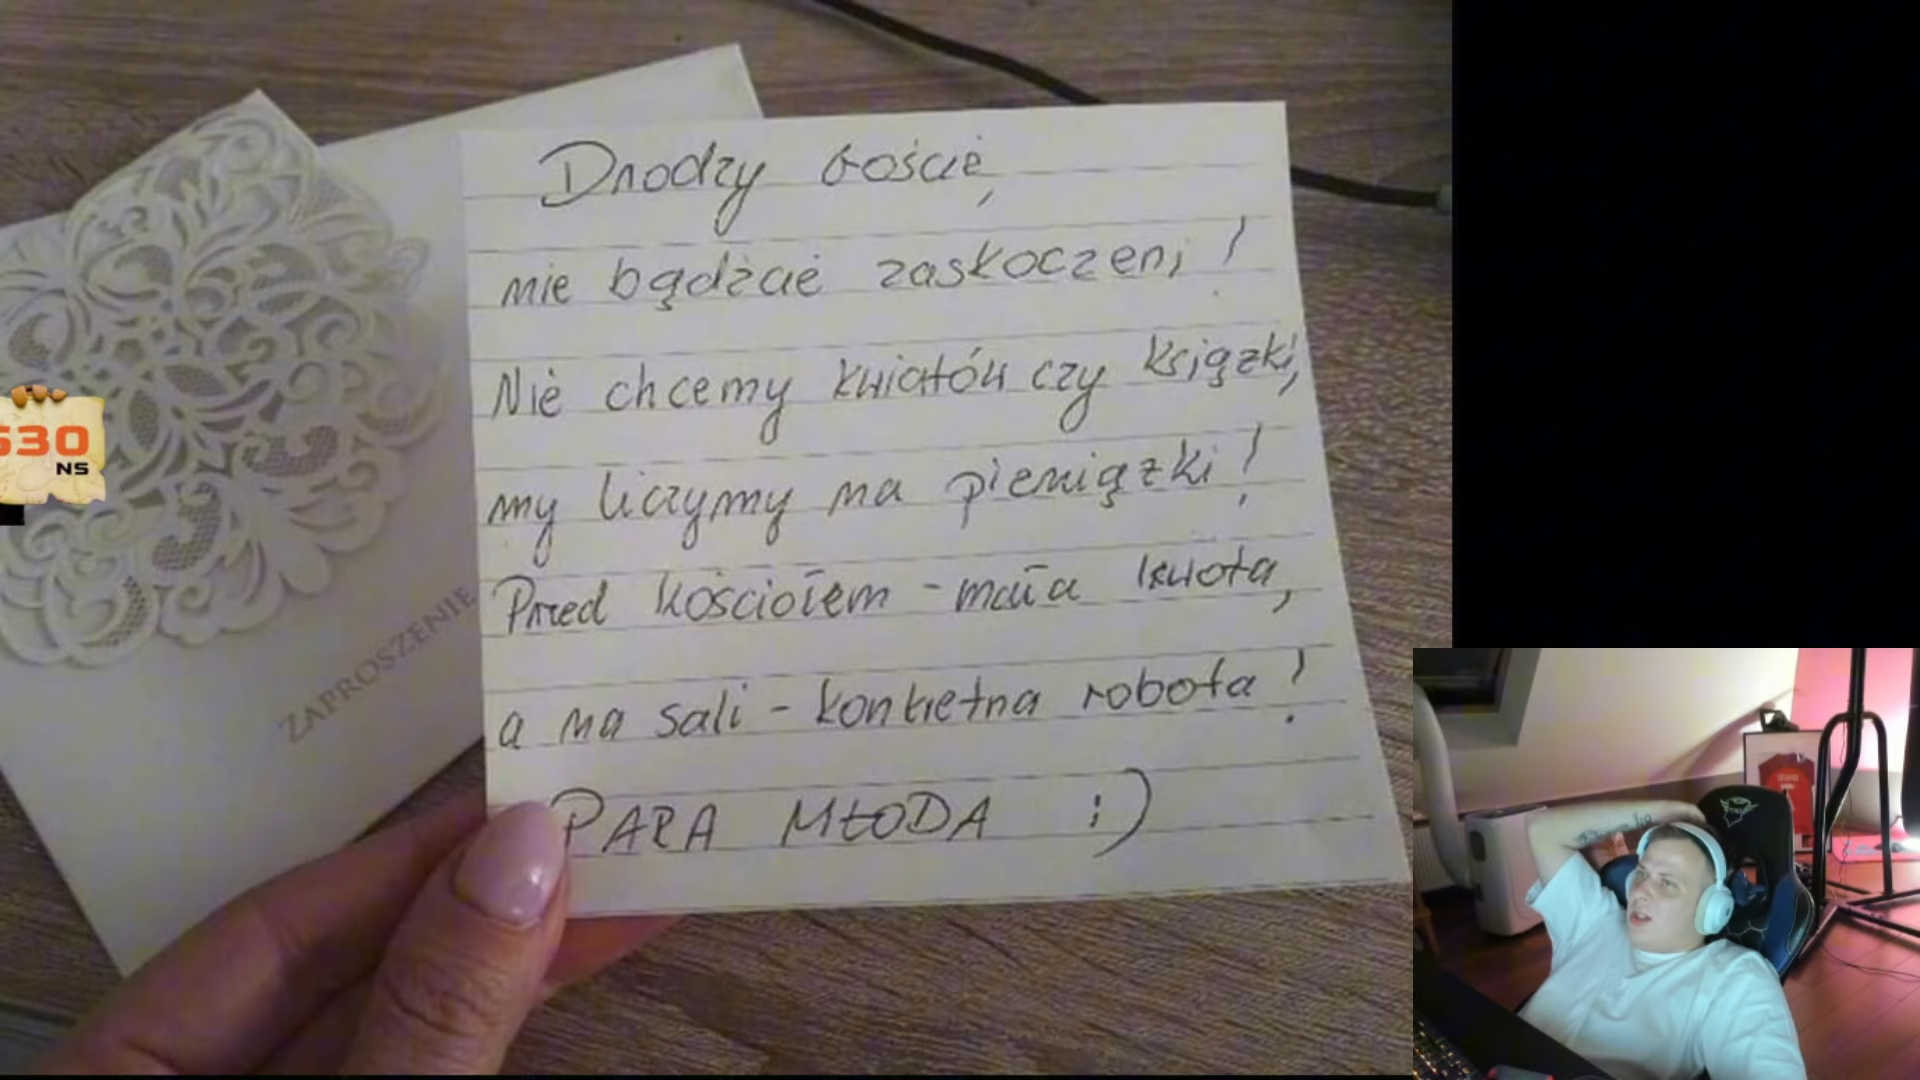 Drodzy Goście,
nie bądźcie zaskoczeni!
Nie chcemy kwiatów czy książki,
my liczymy na pieniążki!
Przed kościołem - mała kwota,
a na sali - konkretna robota!
PARA MŁODA :)
ZAPROSZENIE
630
NS